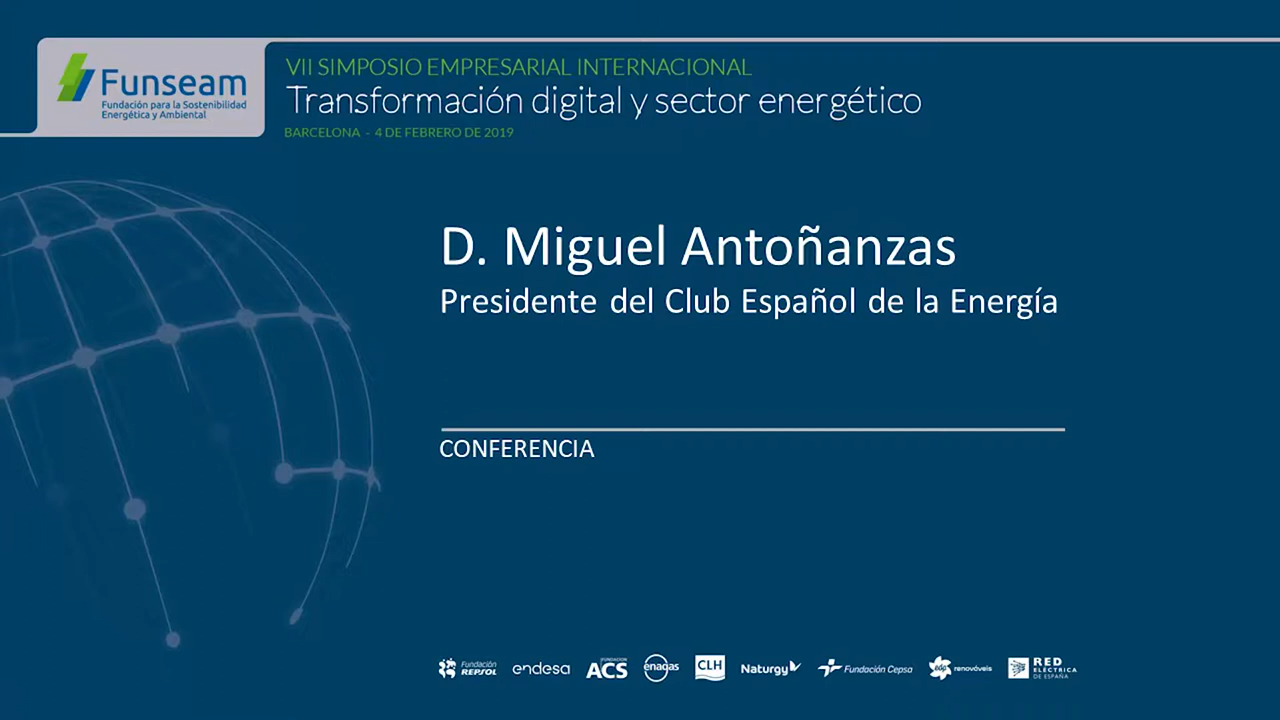 Funseam
Fundación para la Sostenibilidad
Energética y Ambiental
VII SIMPOSIO EMPRESARIAL INTERNACIONAL
Transformación digital y sector energético
BARCELONA - 4 DE FEBRERO DE 2019
D. Miguel Antoñanzas
Presidente del Club Español de la Energía
CONFERENCIA
Fundación
REPSOL
endesa
FUNDACIÓN
ACS
enagas
CLH
Naturgy
Fundación Cepsa
edp renováveis
RED
ELÉCTRICA
DE ESPAÑA